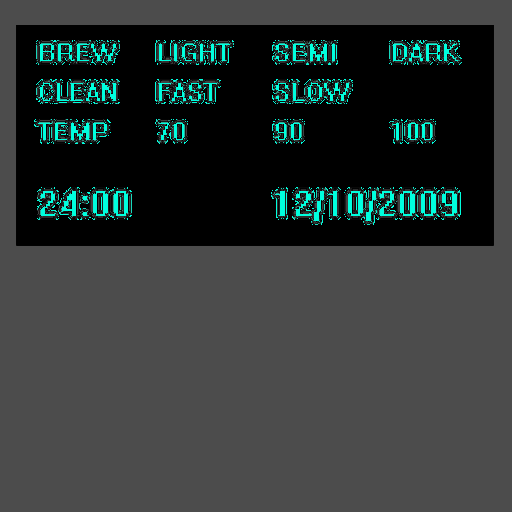 BREW LIGHT SEMI DARK
CLEAN FAST SLOW
TEMP 70 90 100
24:00 12/10/2009